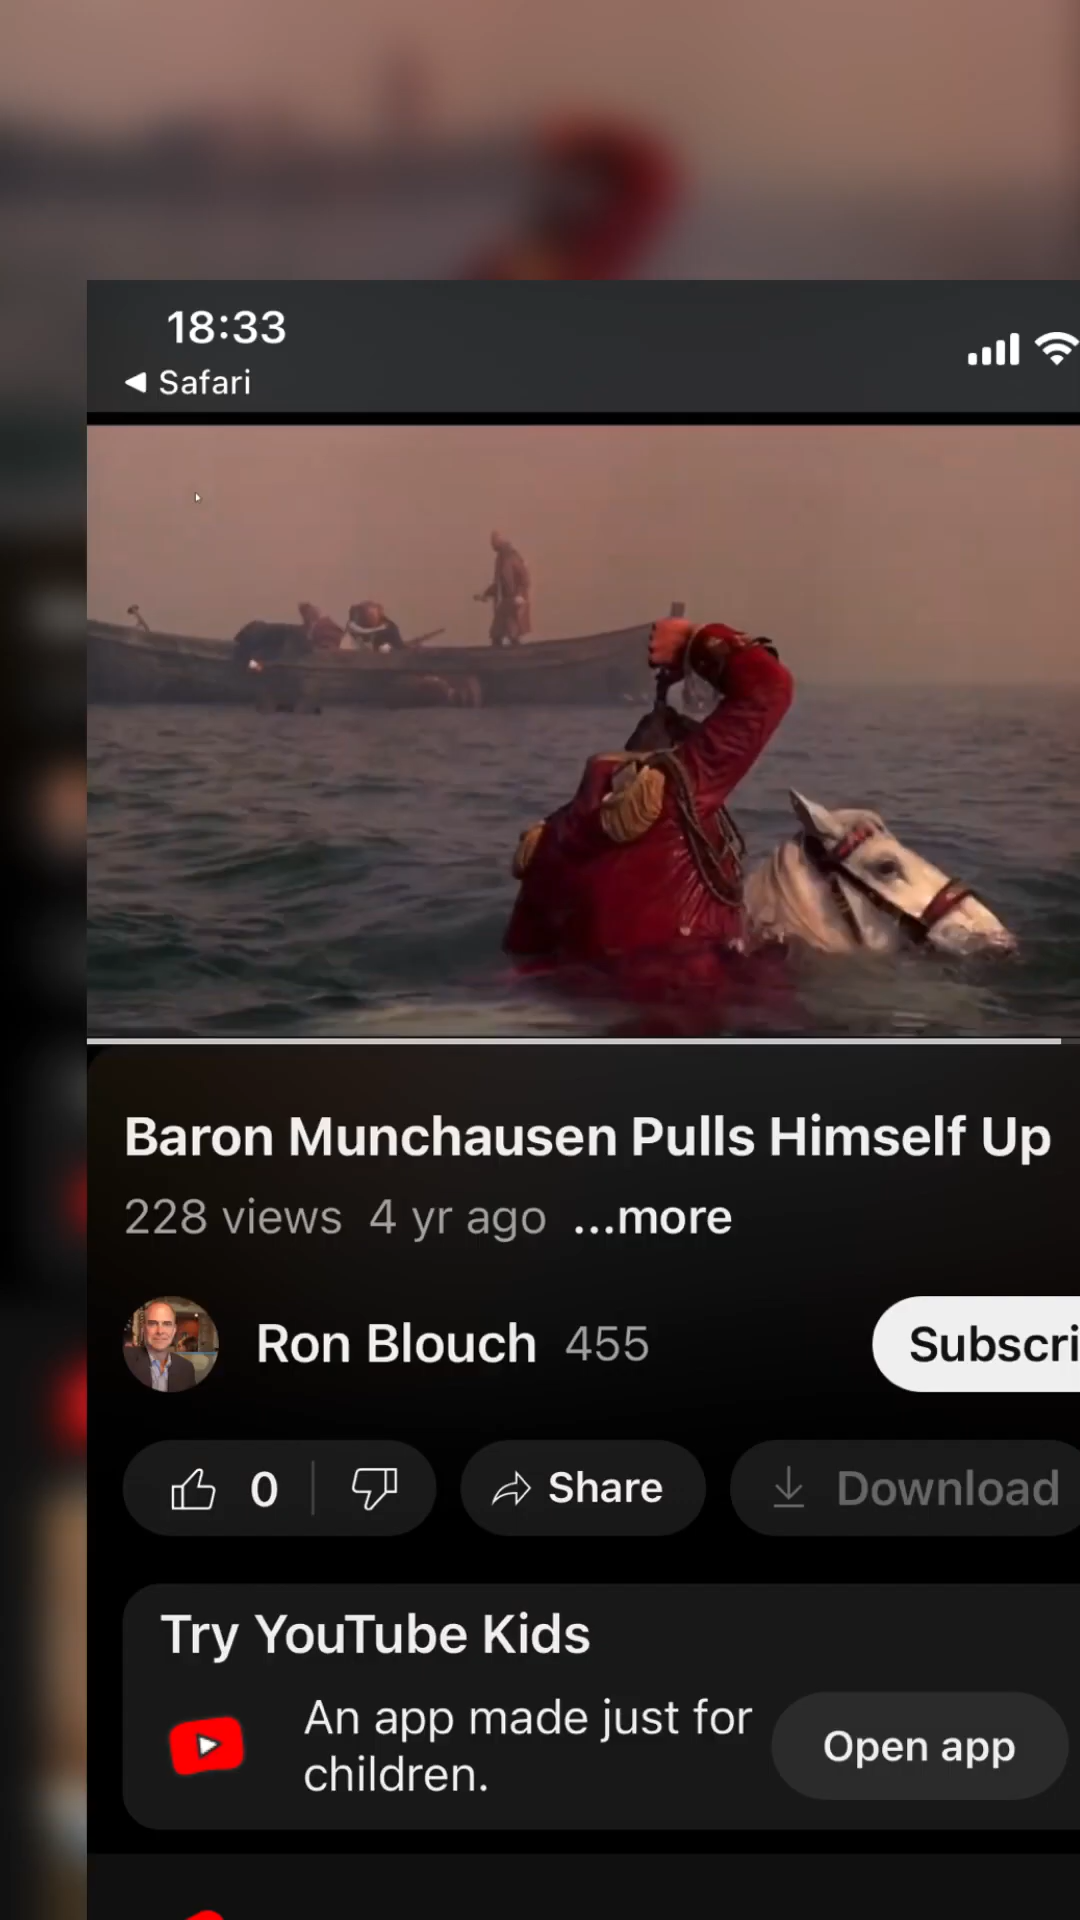 18:33
◀ Safari
Baron Munchausen Pulls Himself Up
228 views 4 yr ago ...more
Ron Blouch 455
Subscri
0
Share
Download
Try YouTube Kids
An app made just for
children.
Open app